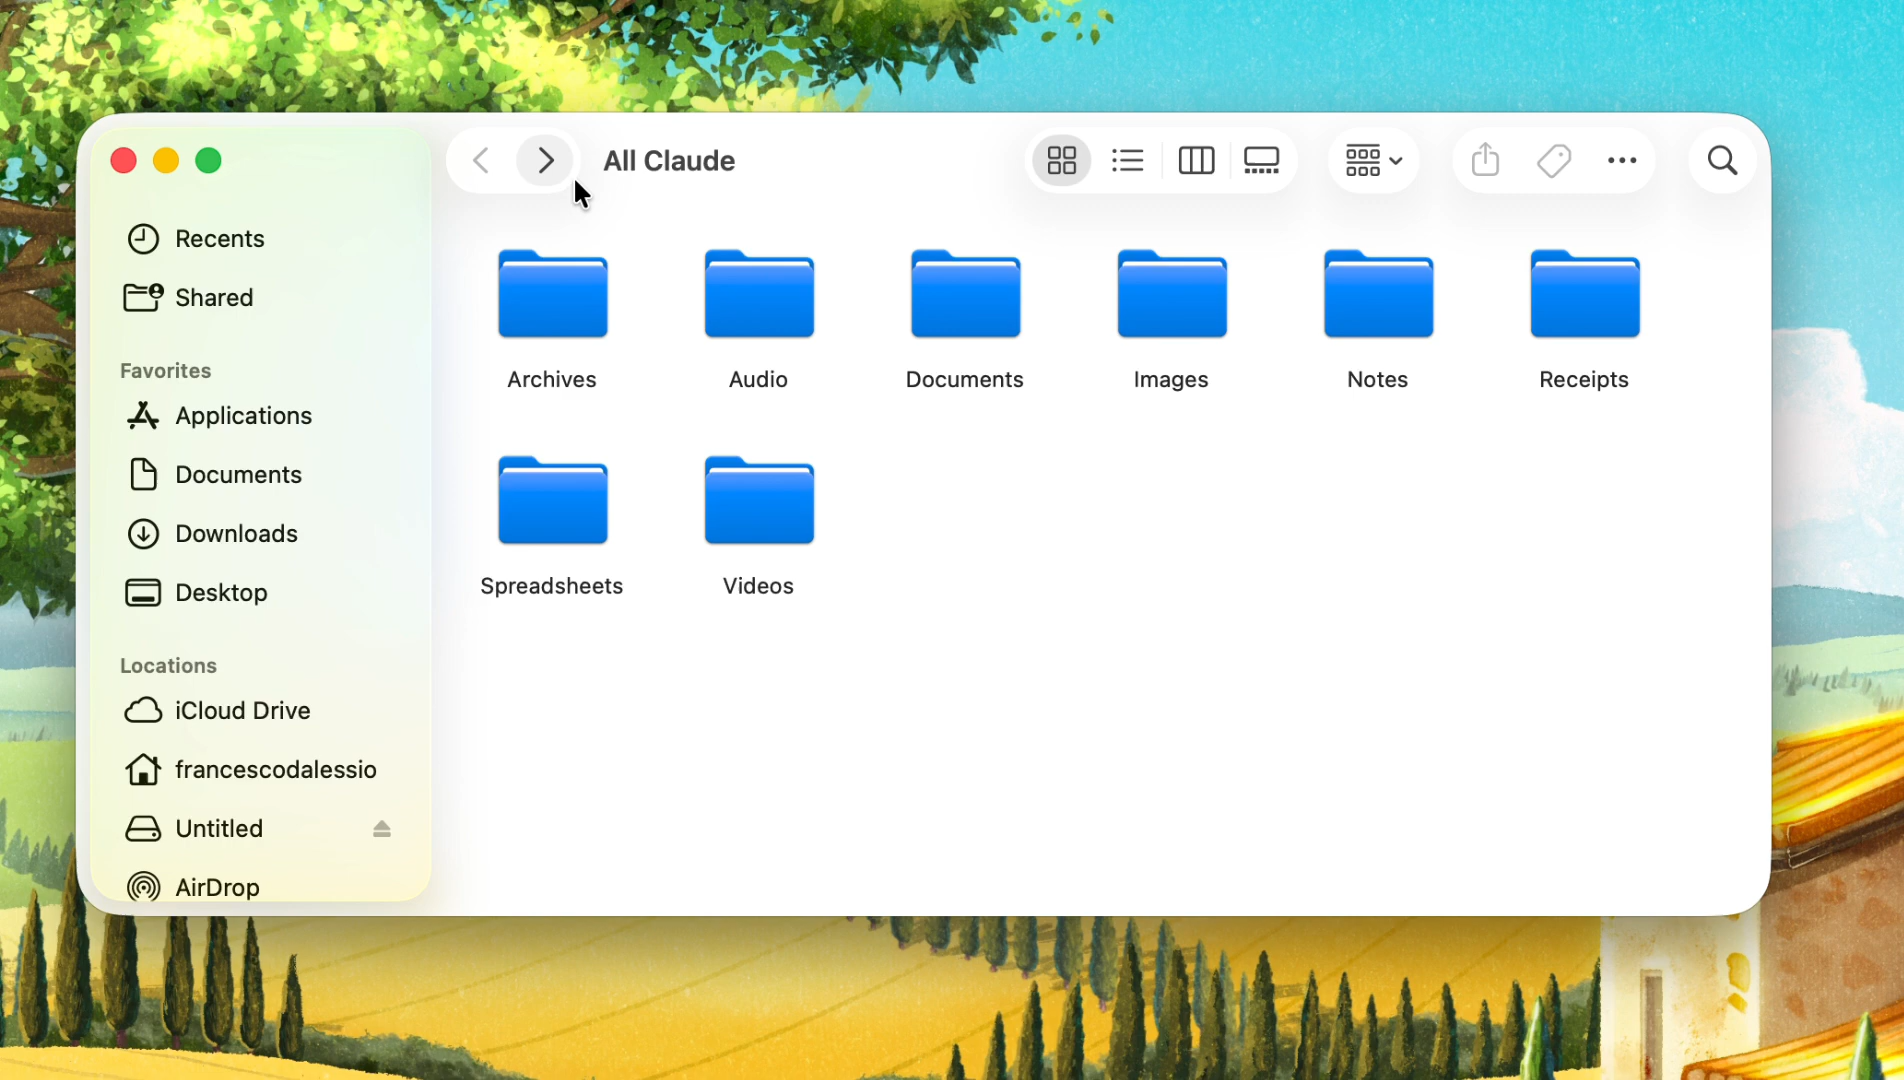 All Claude
Recents
Shared
Favorites
Applications
Documents
Downloads
Desktop
Locations
iCloud Drive
francescodalessio
Untitled
AirDrop
Archives
Audio
Documents
Images
Notes
Receipts
Spreadsheets
Videos